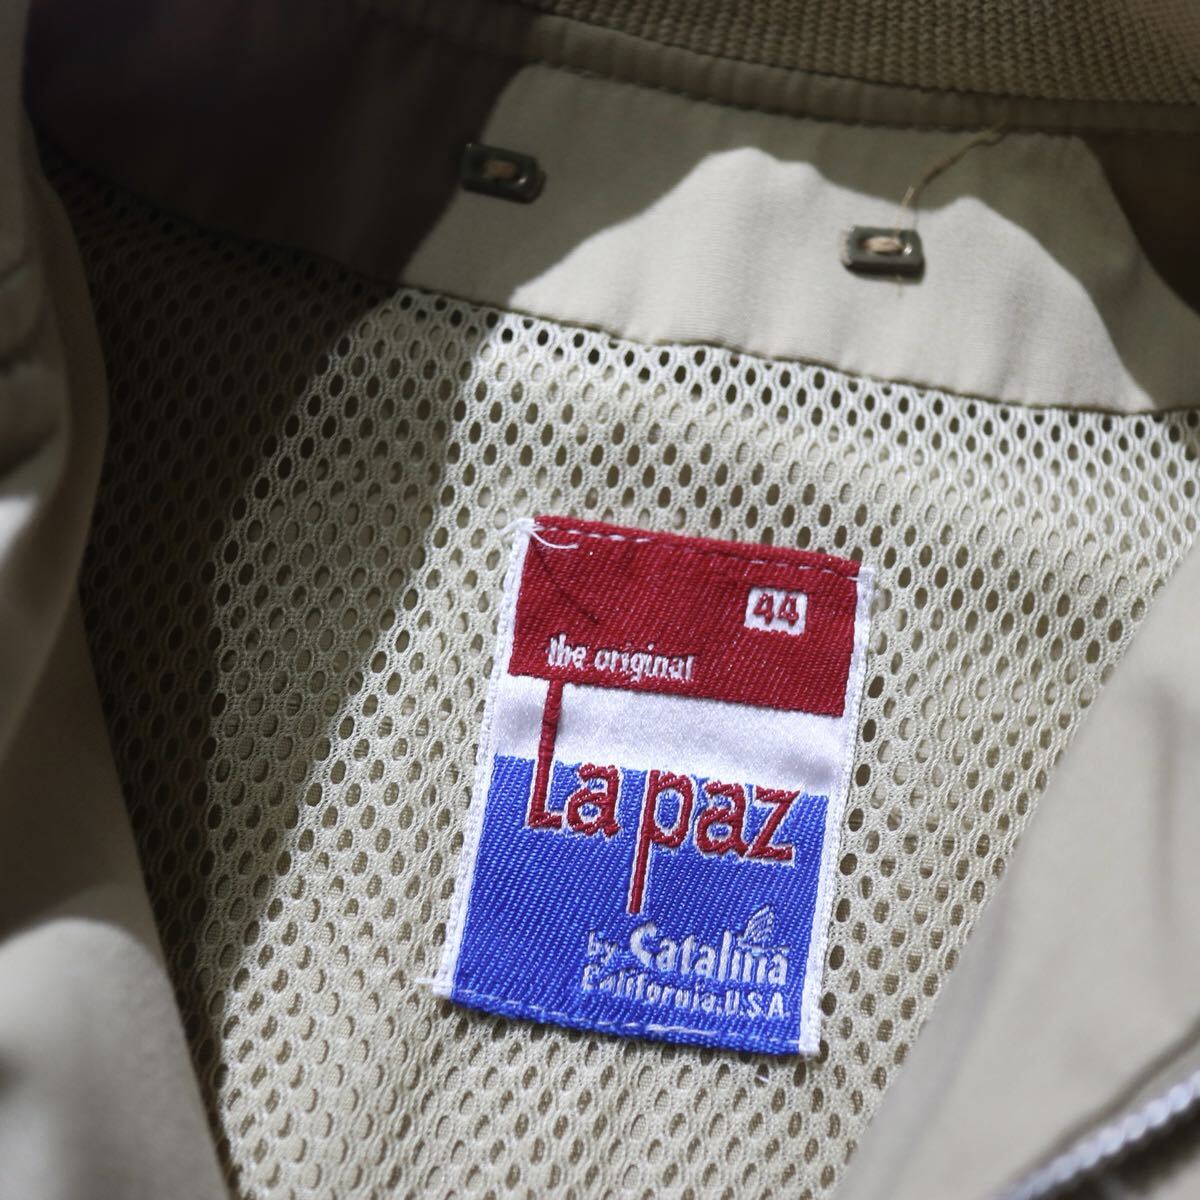 44
the original
La paz
by Catalina
California.U.S.A.